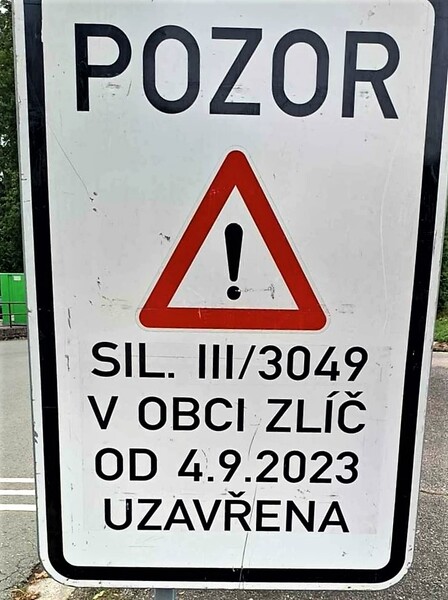 POZOR
!
SIL. III/3049
V OBCI ZLÍČ
OD 4.9.2023
UZAVŘENA